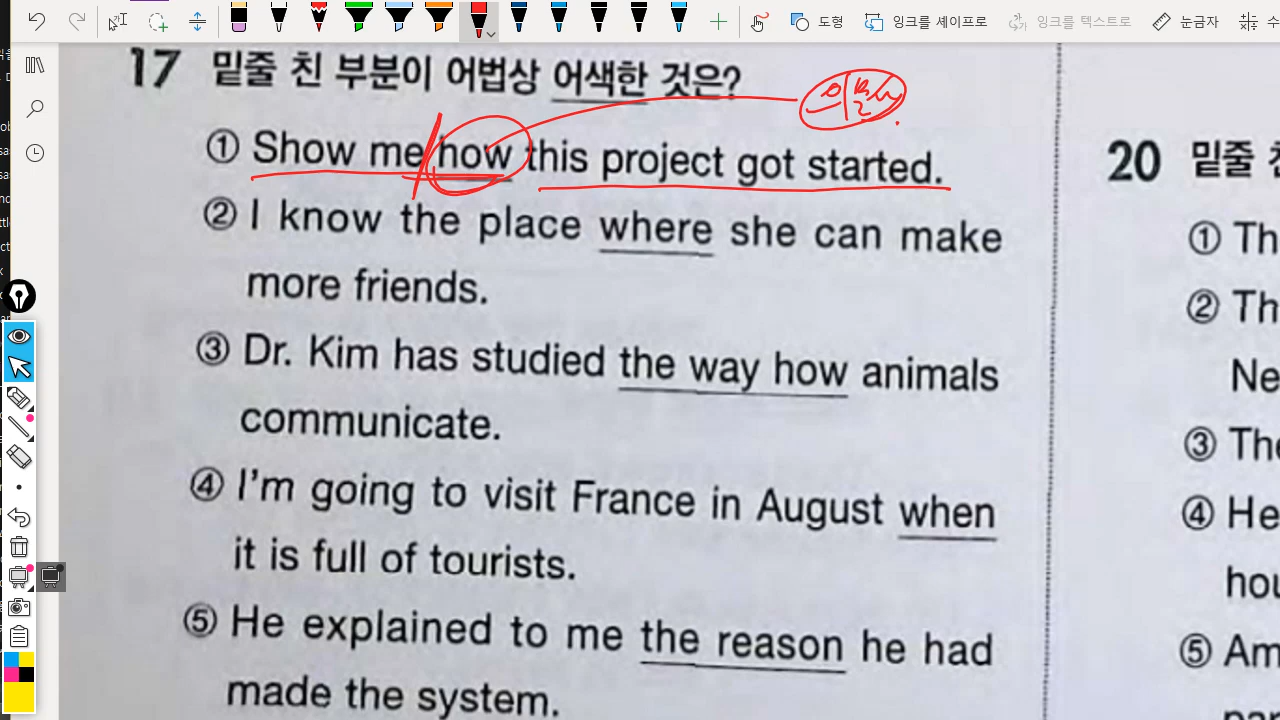 도형
잉크를 셰이프로
잉크를 텍스트로
눈금자
수
17 밑줄 친 부분이 어법상 어색한 것은?
① Show me how this project got started.
② I know the place where she can make
more friends.
③ Dr. Kim has studied the way how animals
communicate.
④ I'm going to visit France in August when
it is full of tourists.
⑤ He explained to me the reason he had
made the system.
20 밑줄 친
① Th
② Th
Ne
③ The
④ He
hou
⑤ Am